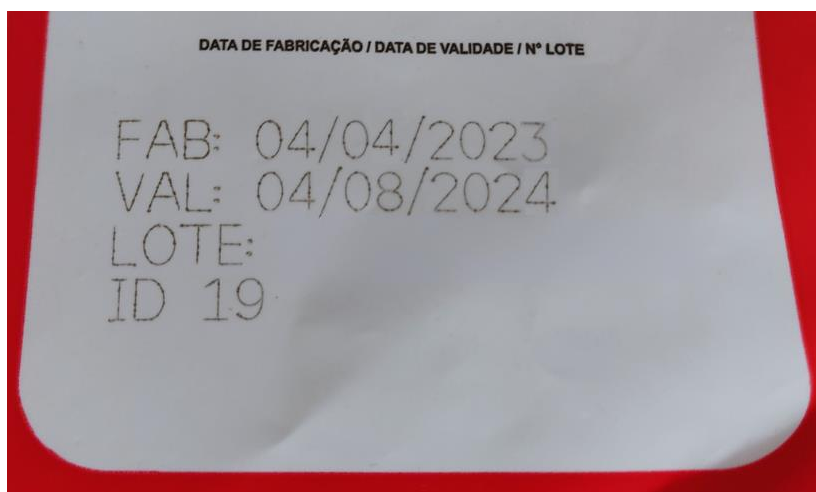 DATA DE FABRICAÇÃO / DATA DE VALIDADE / Nº LOTE
FAB: 04/04/2023
VAL: 04/08/2024
LOTE:
ID 19